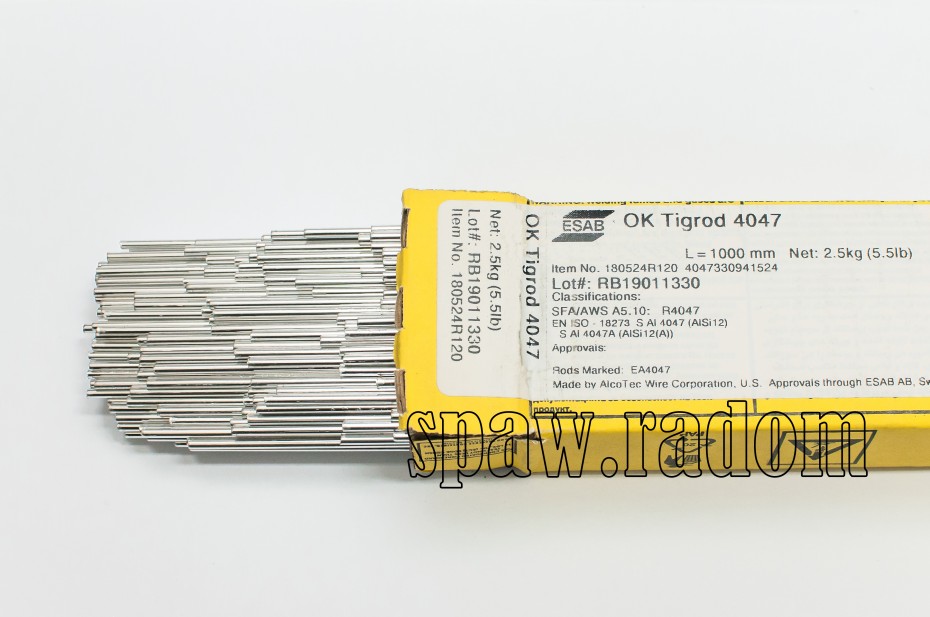 Net: 2.5kg (5.5lb)
Lot#: RB19011330
Item No. 180524R120
OK Tigrod 4047
ESAB
OK Tigrod 4047
L = 1000 mm Net: 2.5kg (5.5lb)
Item No. 180524R120 4047330941524
Lot#: RB19011330
Classifications:
SFA/AWS A5.10: R4047
EN ISO - 18273 S Al 4047 (AlSi12)
S Al 4047A (AlSi12(A))
Approvals:
Rods Marked: EA4047
Made by AlcoTec Wire Corporation, U.S. Approvals through ESAB AB, Sw
продукт.
spaw.radom